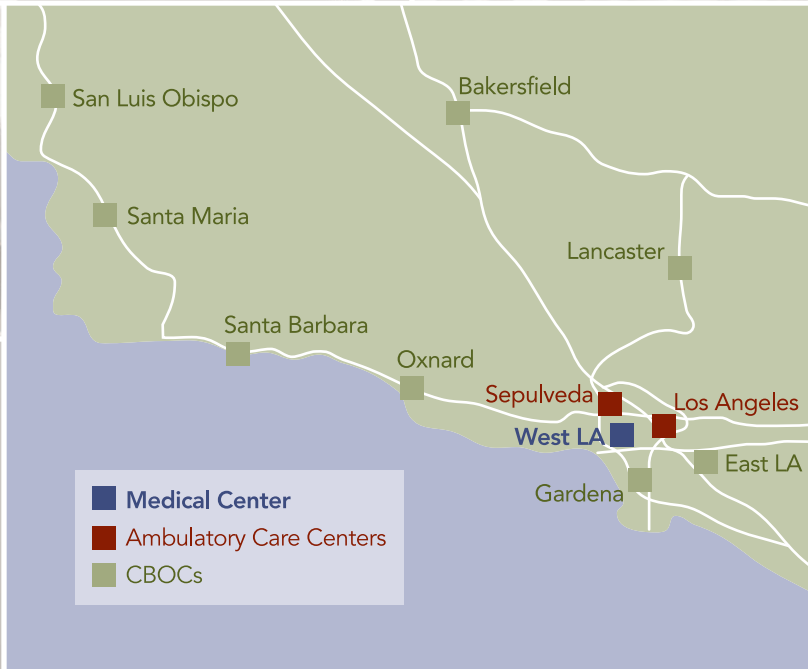 Bakersfield
San Luis Obispo
Santa Maria
Lancaster
Santa Barbara
Oxnard
Sepulveda
Los Angeles
West LA
East LA
Gardena
Medical Center
Ambulatory Care Centers
CBOCs